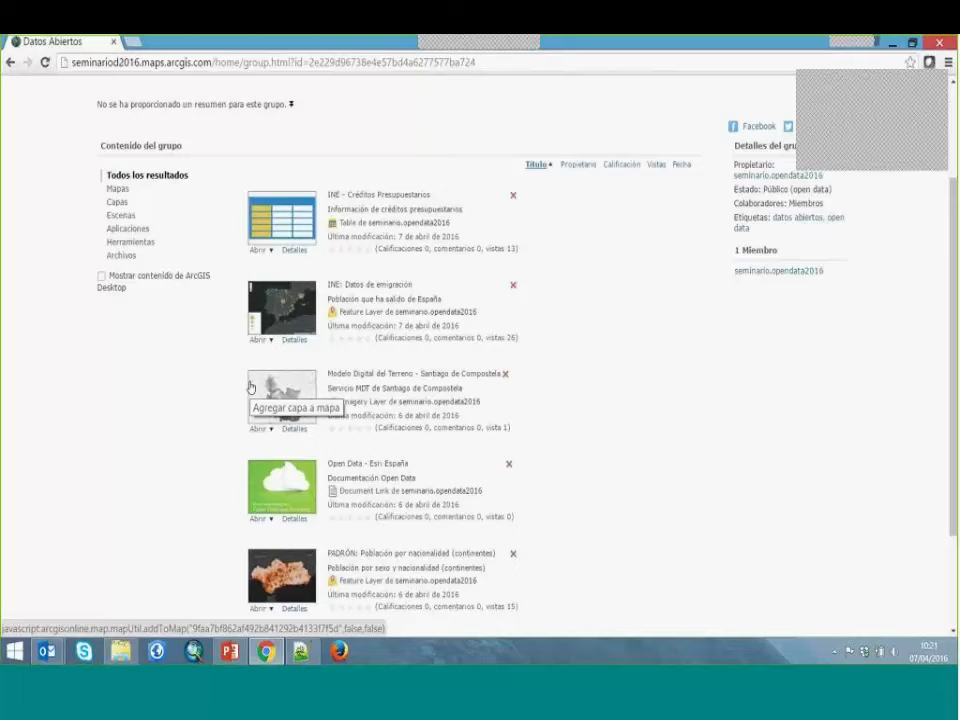 Datos Abiertos
seminariod2016.maps.arcgis.com/home/group.html?id=2e229d96738e4e57bd4a6277577ba724
No se ha proporcionado un resumen para este grupo.
Facebook
Contenido del grupo
Detalles del gru
Título Propietario Calificación Vistas Fecha
Propietario:
seminario.opendata2016
Estado: Público (open data)
Colaboradores: Miembros
Etiquetas: datos abiertos, open
data
1 Miembro
seminario.opendata2016
Todos los resultados
Mapas
Capas
Escenas
Aplicaciones
Herramientas
Archivos
Mostrar contenido de ArcGIS
Desktop
INE - Créditos Presupuestarios
Información de créditos presupuestarios
Table de seminario.opendata2016
Última modificación: 7 de abril de 2016
(Calificaciones 0, comentarios 0, vistas 13)
Abrir Detalles
INE: Datos de emigración
Población que ha salido de España
Feature Layer de seminario.opendata2016
Última modificación: 7 de abril de 2016
(Calificaciones 0, comentarios 0, vistas 26)
Abrir Detalles
Modelo Digital del Terreno - Santiago de Compostela
Servicio MDT de Santiago de Compostela
Imagery Layer de seminario.opendata2016
Agregar capa a mapa
Última modificación: 6 de abril de 2016
(Calificaciones 0, comentarios 0, vistas 1)
Abrir Detalles
Open Data - Esri España
Documentación Open Data
Document Link de seminario.opendata2016
Última modificación: 6 de abril de 2016
(Calificaciones 0, comentarios 0, vistas 0)
Abrir Detalles
PADRÓN: Población por nacionalidad (continentes)
Población por sexo y nacionalidad (continentes)
Feature Layer de seminario.opendata2016
Última modificación: 6 de abril de 2016
(Calificaciones 0, comentarios 0, vistas 15)
Abrir Detalles
javascript:arcgisonline.map.mapUtil.addToMap("9faa7bf862af492b841292b4133f7f5d",false,false)
10:21
07/04/2016